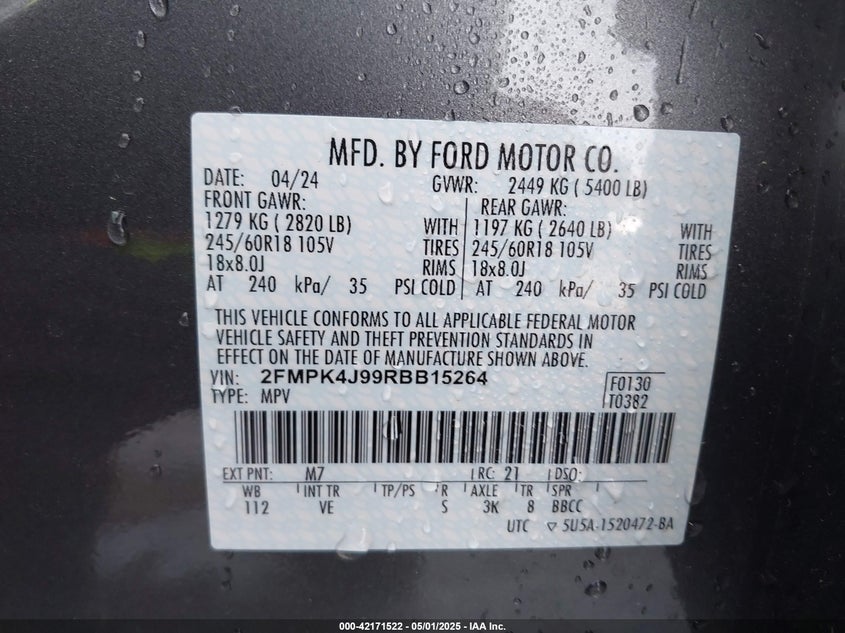 MFD. BY FORD MOTOR CO.
DATE: 04/24 GVWR: 2449 KG ( 5400 LB)
FRONT GAWR: REAR GAWR:
1279 KG ( 2820 LB) WITH 1197 KG ( 2640 LB) WITH
245/60R18 105V TIRES 245/60R18 105V TIRES
18x8.0J RIMS 18x8.0J RIMS
AT 240 kPa/ 35 PSI COLD AT 240 kPa/ 35 PSI COLD
THIS VEHICLE CONFORMS TO ALL APPLICABLE FEDERAL MOTOR
VEHICLE SAFETY AND THEFT PREVENTION STANDARDS IN
EFFECT ON THE DATE OF MANUFACTURE SHOWN ABOVE.
VIN: 2FMPK4J99RBB15264 F0130
TYPE: MPV T0382
EXT PNT: M7 RC: 21 DSO:
WB INT TR TP/PS R AXLE TR SPR
112 VE S 3K 8 BBCC
UTC ▽ 5U5A-1520472-BA
000-42171522 | 05/01/2025 | IAA Inc.